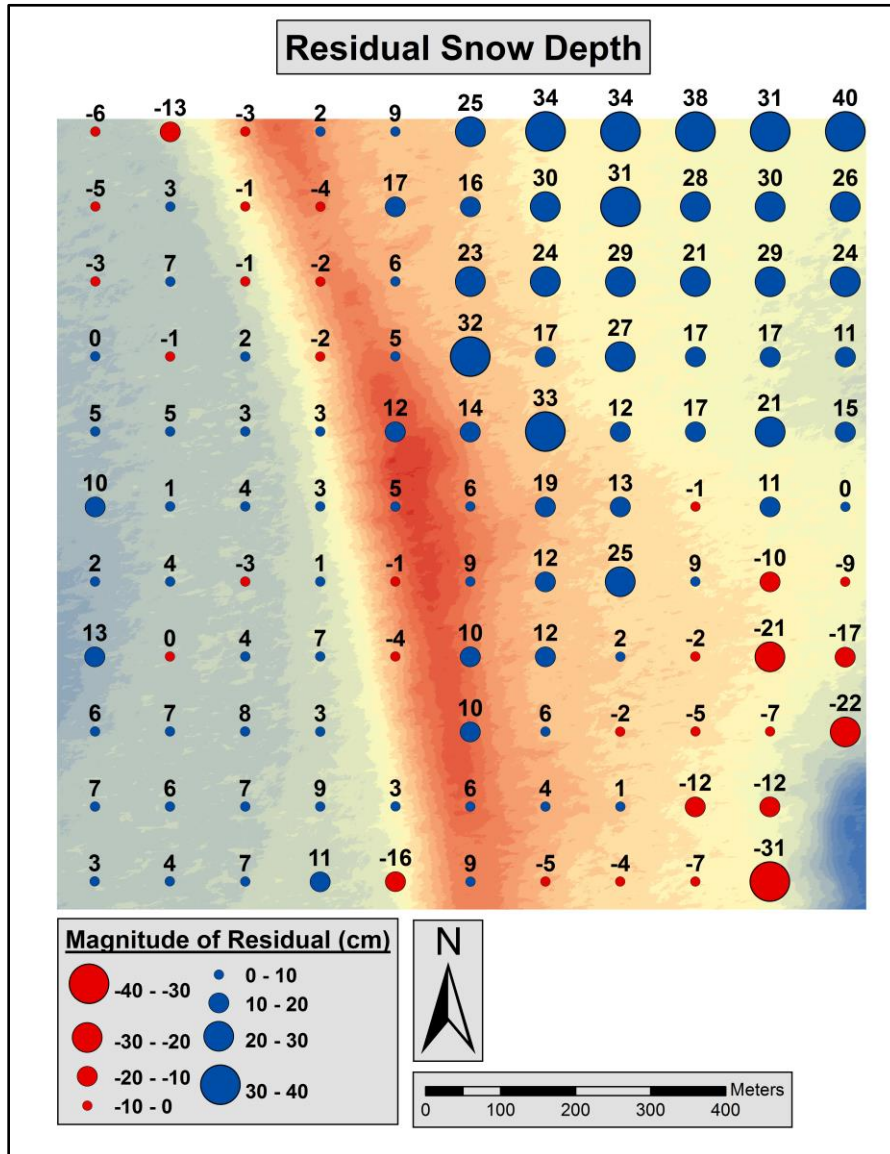 Residual Snow Depth
-6 -13 -3 2 9 25 34 34 38 31 40
-5 3 -1 -4 17 16 30 31 28 30 26
-3 7 -1 -2 6 23 24 29 21 29 24
0 -1 2 -2 5 32 17 27 17 17 11
5 5 3 3 12 14 33 12 17 21 15
10 1 4 3 5 6 19 13 -1 11 0
2 4 -3 1 -1 9 12 25 9 -10 -9
13 0 4 7 -4 10 12 2 -2 -21 -17
6 7 8 3 10 6 -2 -5 -7 -22
7 6 7 9 3 6 4 1 -12 -12
3 4 7 11 -16 9 -5 -4 -7 -31
Magnitude of Residual (cm)
-40 - -30
-30 - -20
-20 - -10
-10 - 0
0 - 10
10 - 20
20 - 30
30 - 40
N
Meters
0 100 200 300 400